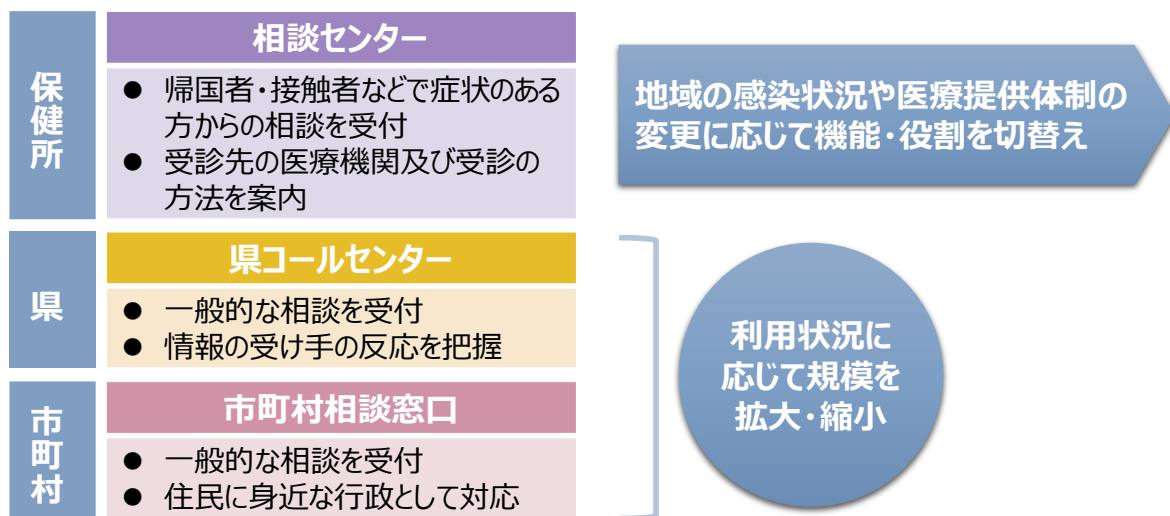 保健所
相談センター
● 帰国者・接触者などで症状のある
方からの相談を受付
● 受診先の医療機関及び受診の
方法を案内
地域の感染状況や医療提供体制の
変更に応じて機能・役割を切替え
県
県コールセンター
● 一般的な相談を受付
● 情報の受け手の反応を把握
市町村
市町村相談窓口
● 一般的な相談を受付
● 住民に身近な行政として対応
利用状況に
応じて規模を
拡大・縮小